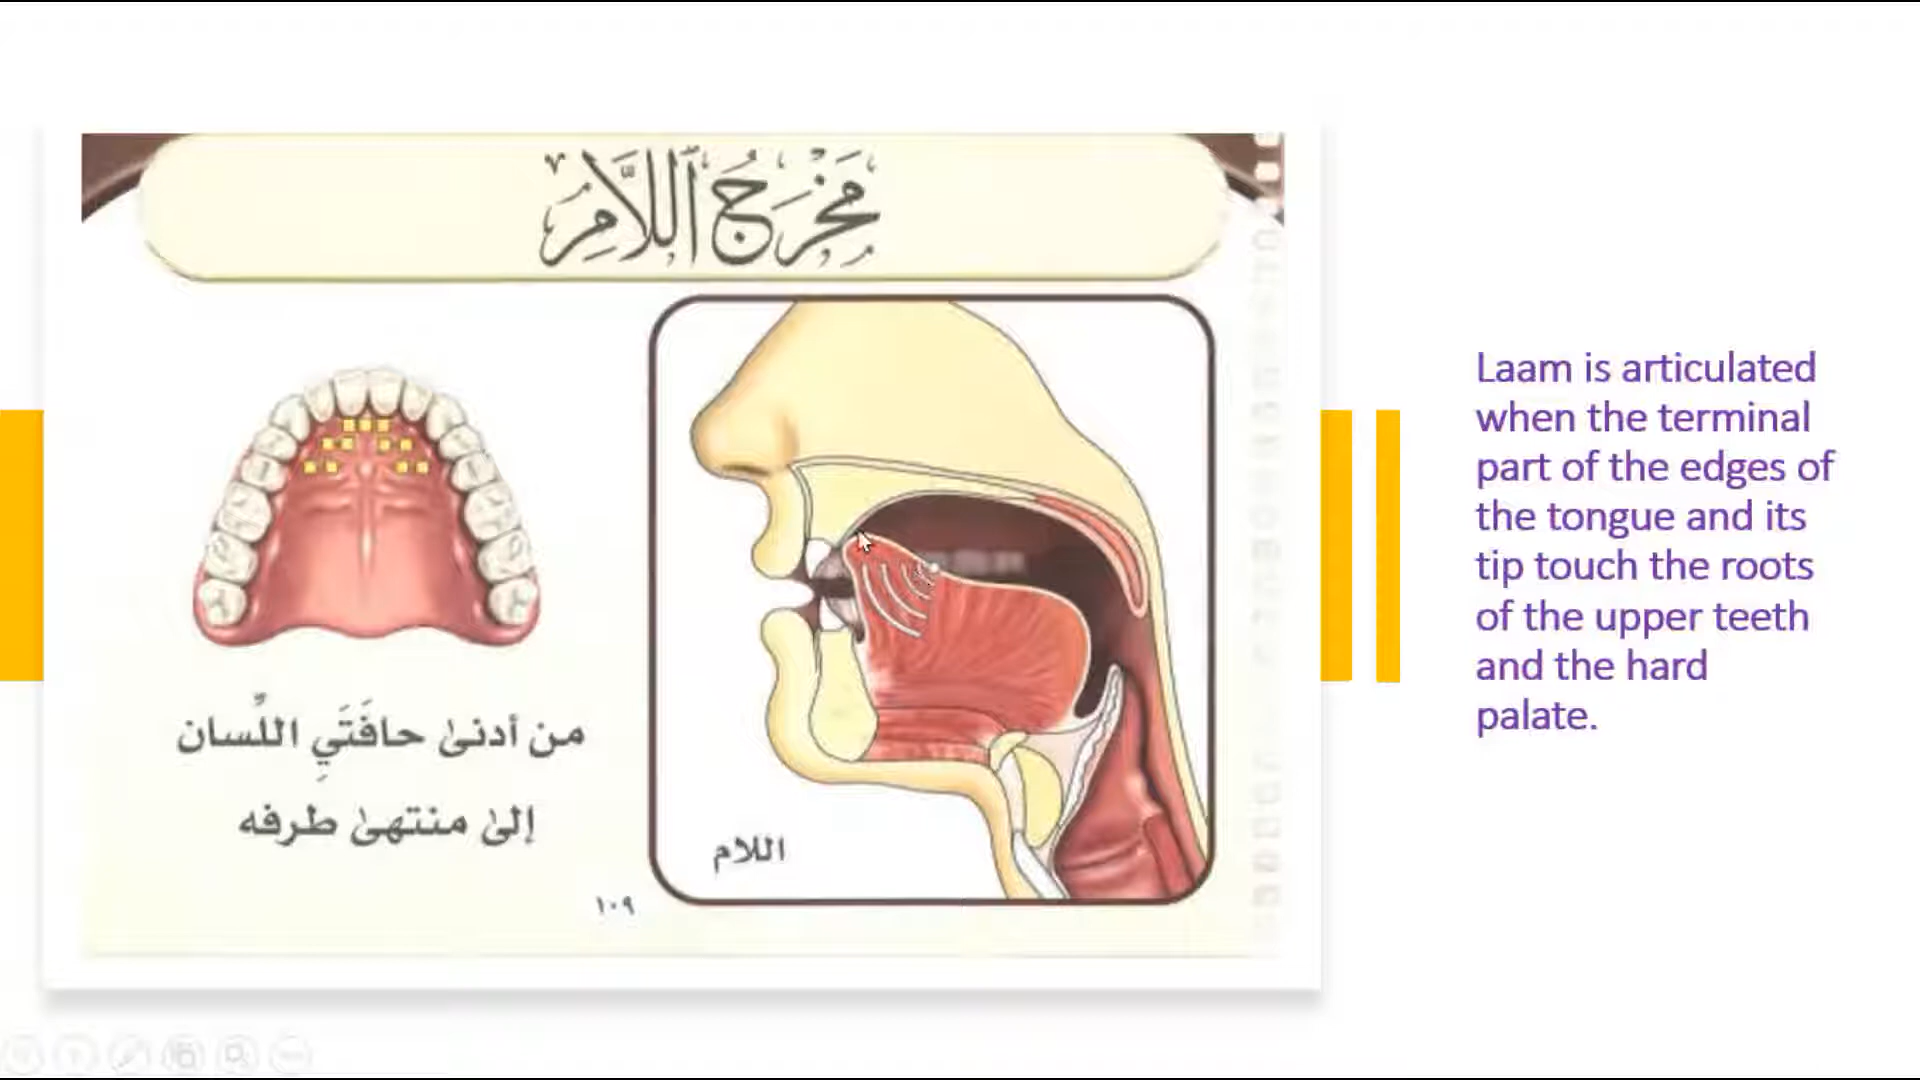 مَخْرَجُ ٱللَّامِ
من أدنىٰ حافَتَيِ اللِّسان
إلىٰ منتهىٰ طرفه
اللام
١٠٩
Laam is articulated
when the terminal
part of the edges of
the tongue and its
tip touch the roots
of the upper teeth
and the hard
palate.